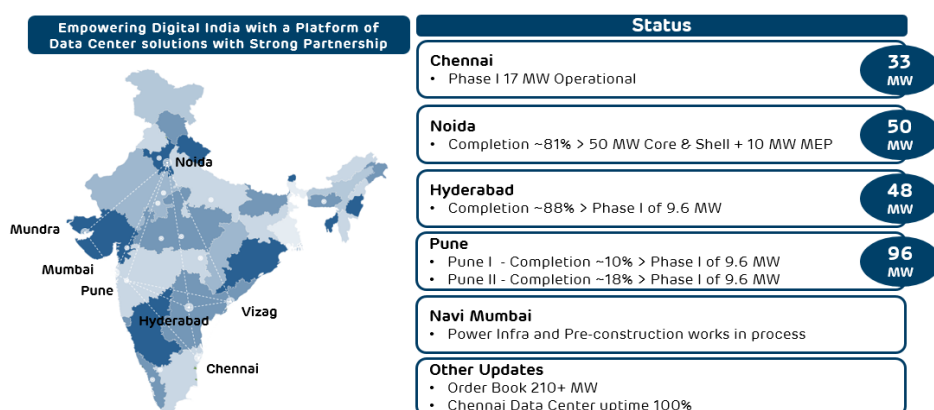 Empowering Digital India with a Platform of
Data Center solutions with Strong Partnership
Noida
Mundra
Mumbai
Pune
Vizag
Hyderabad
Chennai
Status
Chennai
• Phase I 17 MW Operational
33
MW
Noida
• Completion ~81% > 50 MW Core & Shell + 10 MW MEP
50
MW
Hyderabad
• Completion ~88% > Phase I of 9.6 MW
48
MW
Pune
• Pune I - Completion ~10% > Phase I of 9.6 MW
• Pune II - Completion ~18% > Phase I of 9.6 MW
96
MW
Navi Mumbai
• Power Infra and Pre-construction works in process
Other Updates
• Order Book 210+ MW
• Chennai Data Center uptime 100%